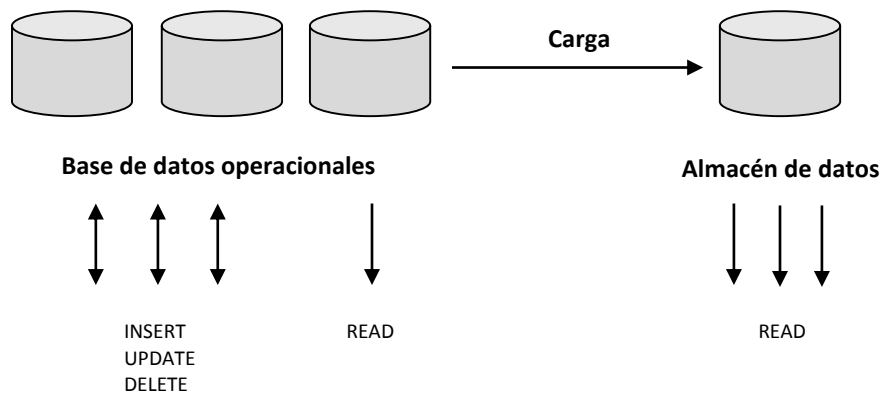 Carga
Base de datos operacionales
Almacén de datos
INSERT
UPDATE
DELETE
READ
READ